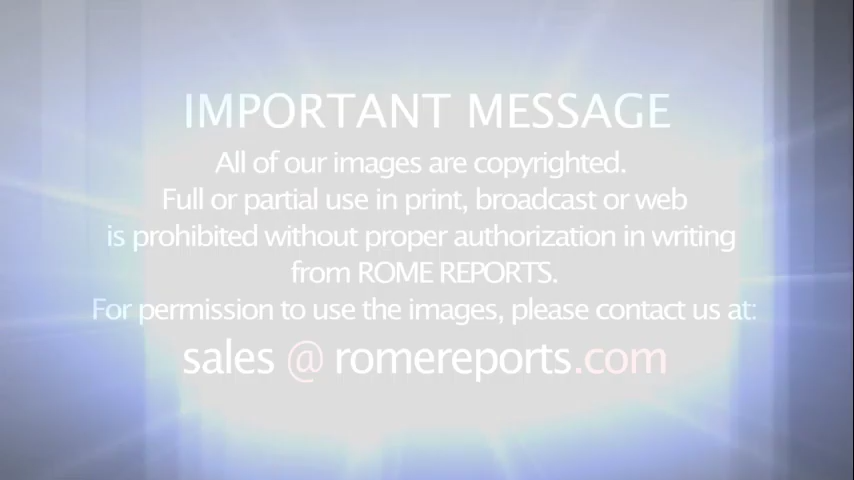 IMPORTANT MESSAGE
All of our images are copyrighted.
Full or partial use in print, broadcast or web
is prohibited without proper authorization in writing
from ROME REPORTS.
For permission to use the images, please contact us at:
sales @ romereports.com